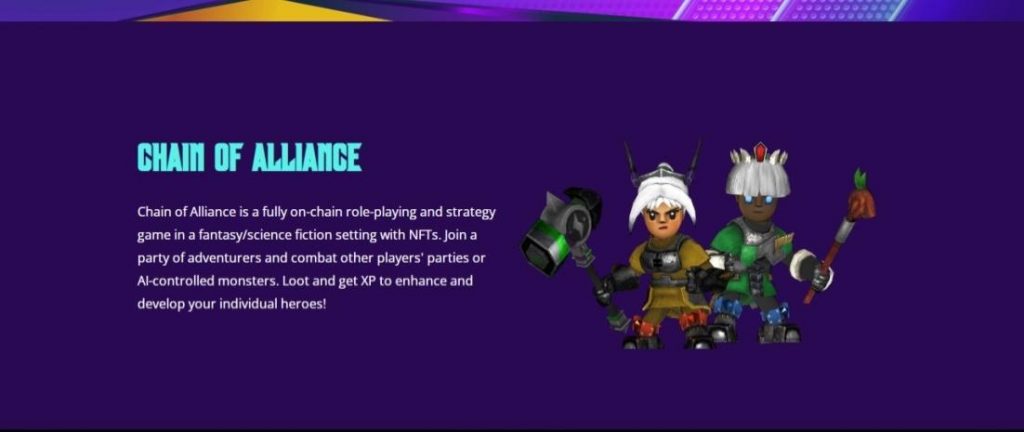 CHAIN OF ALLIANCE
Chain of Alliance is a fully on-chain role-playing and strategy
game in a fantasy/science fiction setting with NFTs. Join a
party of adventurers and combat other players' parties or
AI-controlled monsters. Loot and get XP to enhance and
develop your individual heroes!